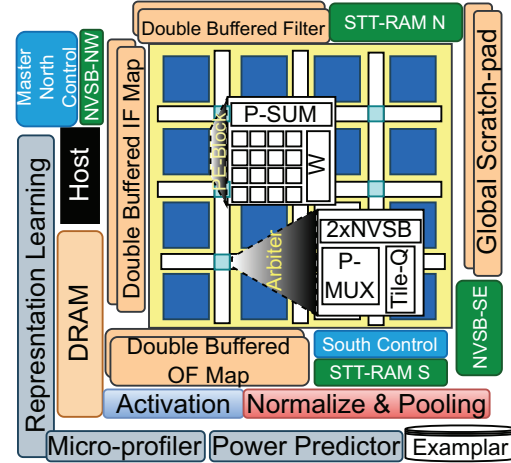 Double Buffered Filter
STT-RAM N
Master
North
Control
NVSB-NW
Double Buffered IF Map
Global Scratch-pad
P-SUM
PE-Block
W
Host
Represntation Learning
2xNVSB
Arbiter
P-
MUX
Tile-Q
DRAM
NVSB-SE
Double Buffered
OF Map
South Control
STT-RAM S
Activation
Normalize & Pooling
Micro-profiler
Power Predictor
Examplar